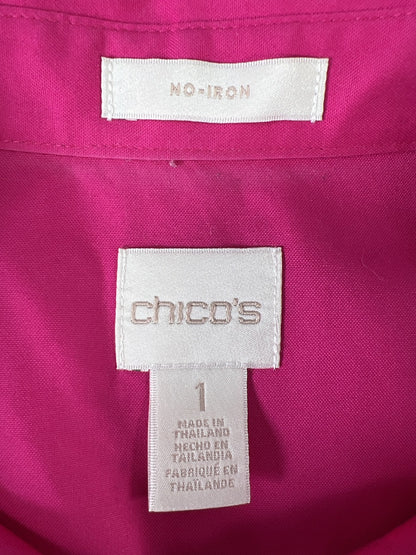 NO-IRON
chico's
1
MADE IN
THAILAND
HECHO EN
TAILANDIA
FABRIQUÉ EN
THAÏLANDE